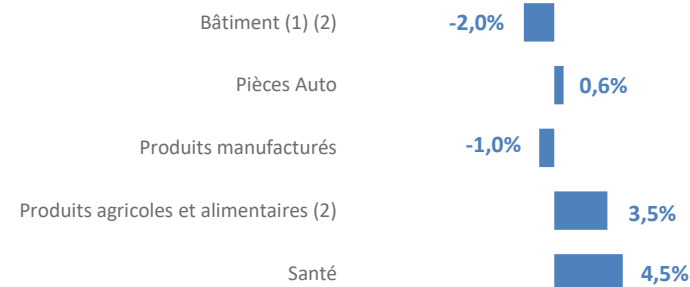 Bâtiment (1) (2) -2,0%
Pièces Auto 0,6%
Produits manufacturés -1,0%
Produits agricoles et alimentaires (2) 3,5%
Santé 4,5%